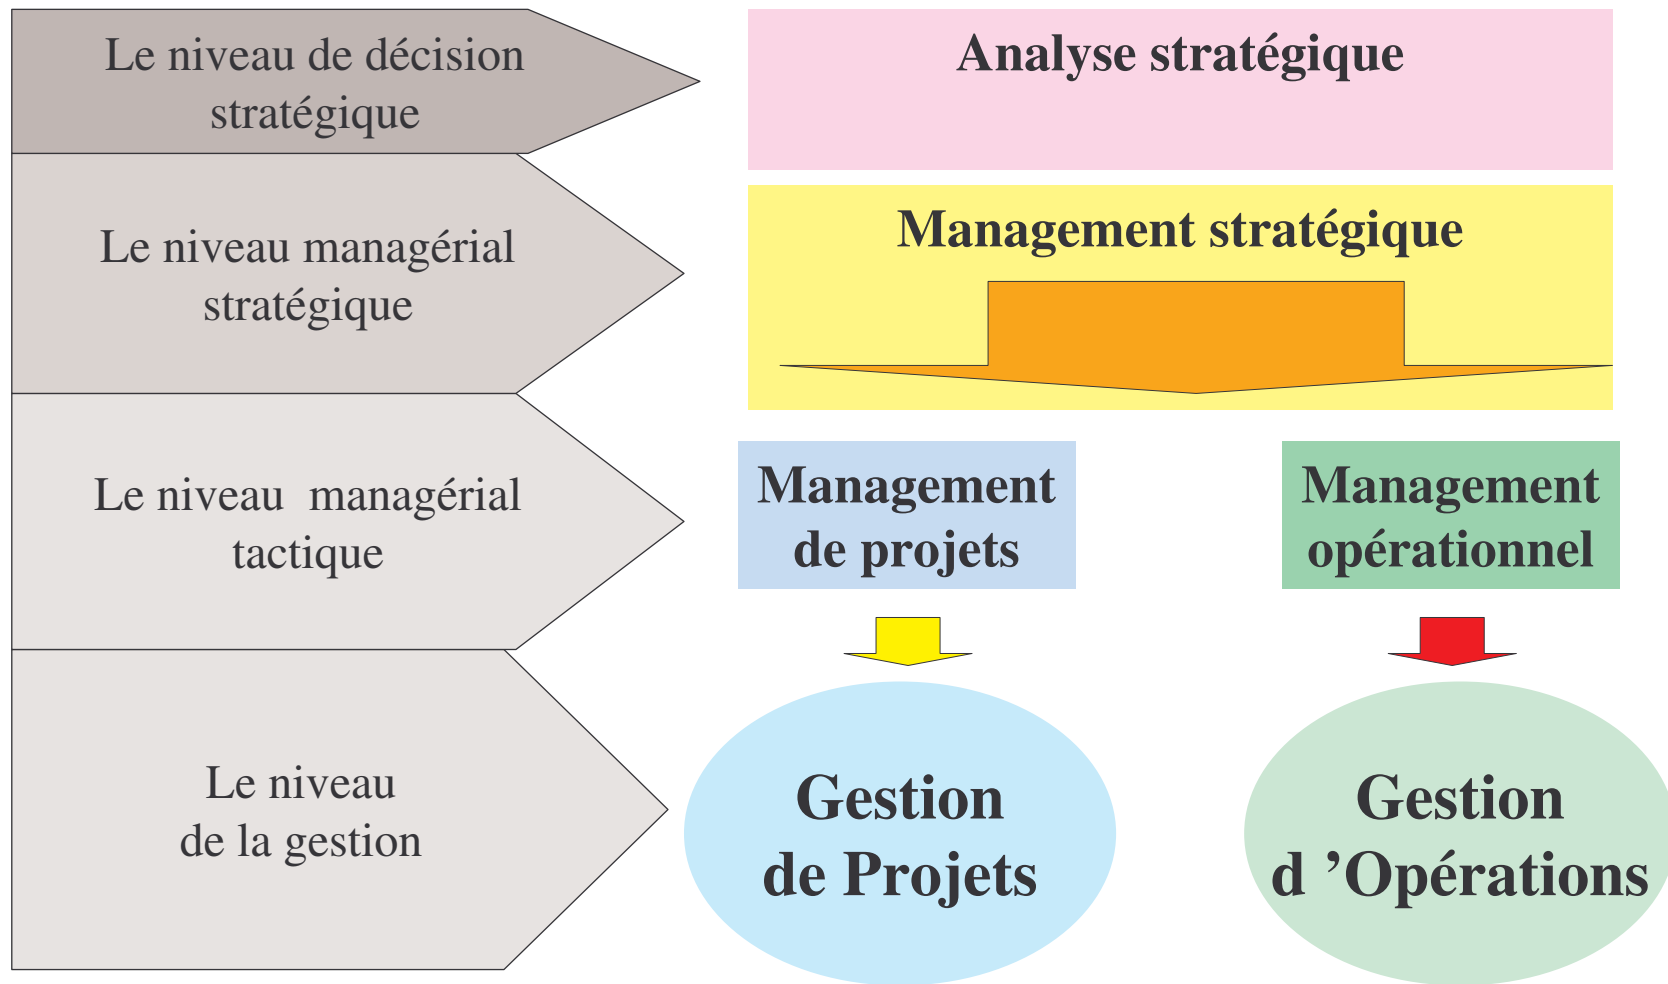 Le niveau de décision
stratégique
Analyse stratégique
Le niveau managérial
stratégique
Management stratégique
Le niveau  managérial
tactique
Management
de projets
Management
opérationnel
Le niveau
de la gestion
Gestion
de Projets
Gestion
d ’Opérations